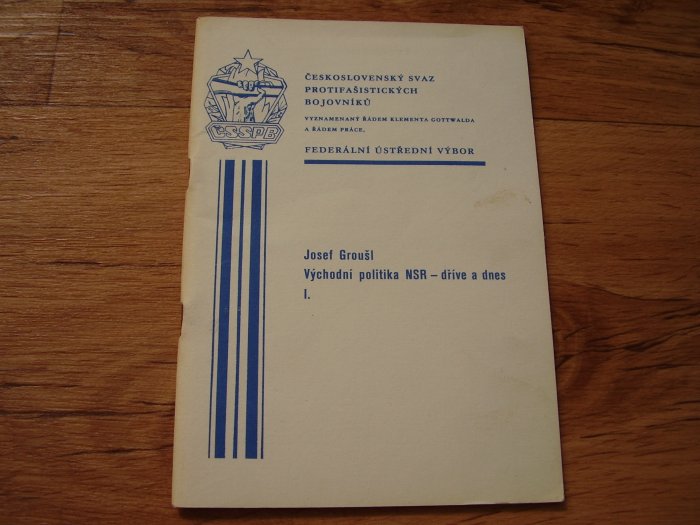 ČSSPB
ČESKOSLOVENSKÝ SVAZ
PROTIFAŠISTICKÝCH
BOJOVNÍKŮ
VYZNAMENANÝ ŘÁDEM KLEMENTA GOTTWALDA
A ŘÁDEM PRÁCE.
FEDERÁLNÍ ÚSTŘEDNÍ VÝBOR
Josef Groušl
Východní politika NSR – dříve a dnes
I.